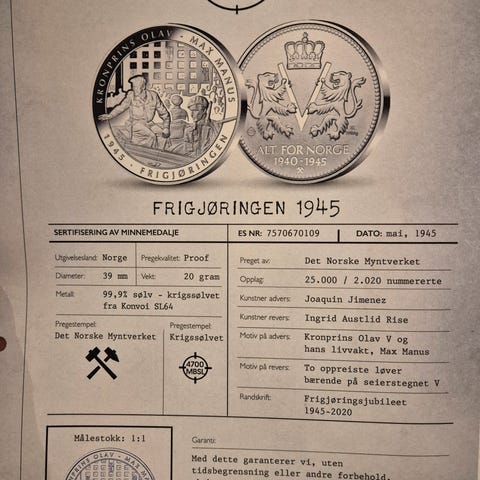 KRONPRINS OLAV - MAX MANUS
1945 - FRIGJØRINGEN
ALT FOR NORGE
1940-1945
FRIGJØRINGEN 1945
SERTIFISERING AV MINNEMEDALJE
ES NR: 7570670109
DATO: mai, 1945
Utgivelsesland: Norge
Pregekvalitet: Proof
Diameter: 39 mm
Vekt: 20 gram
Metall: 99,9% sølv - krigssølvet
fra Konvoi SL64
Pregestempel:
Det Norske Myntverket
Pregestempel:
Krigssølvet
4700
MBSL
Preget av: Det Norske Myntverket
Opplag: 25.000 / 2.020 nummererte
Kunstner advers: Joaquin Jimenez
Kunstner revers: Ingrid Austlid Rise
Motiv på advers: Kronprins Olav V og
hans livvakt, Max Manus
Motiv på revers: To oppreiste løver
bærende på seierstegnet V
Randskrift: Frigjøringsjubileet
1945-2020
Målestokk: 1:1
Garanti:
Med dette garanterer vi, uten
tidsbegrensning eller andre forbehold,